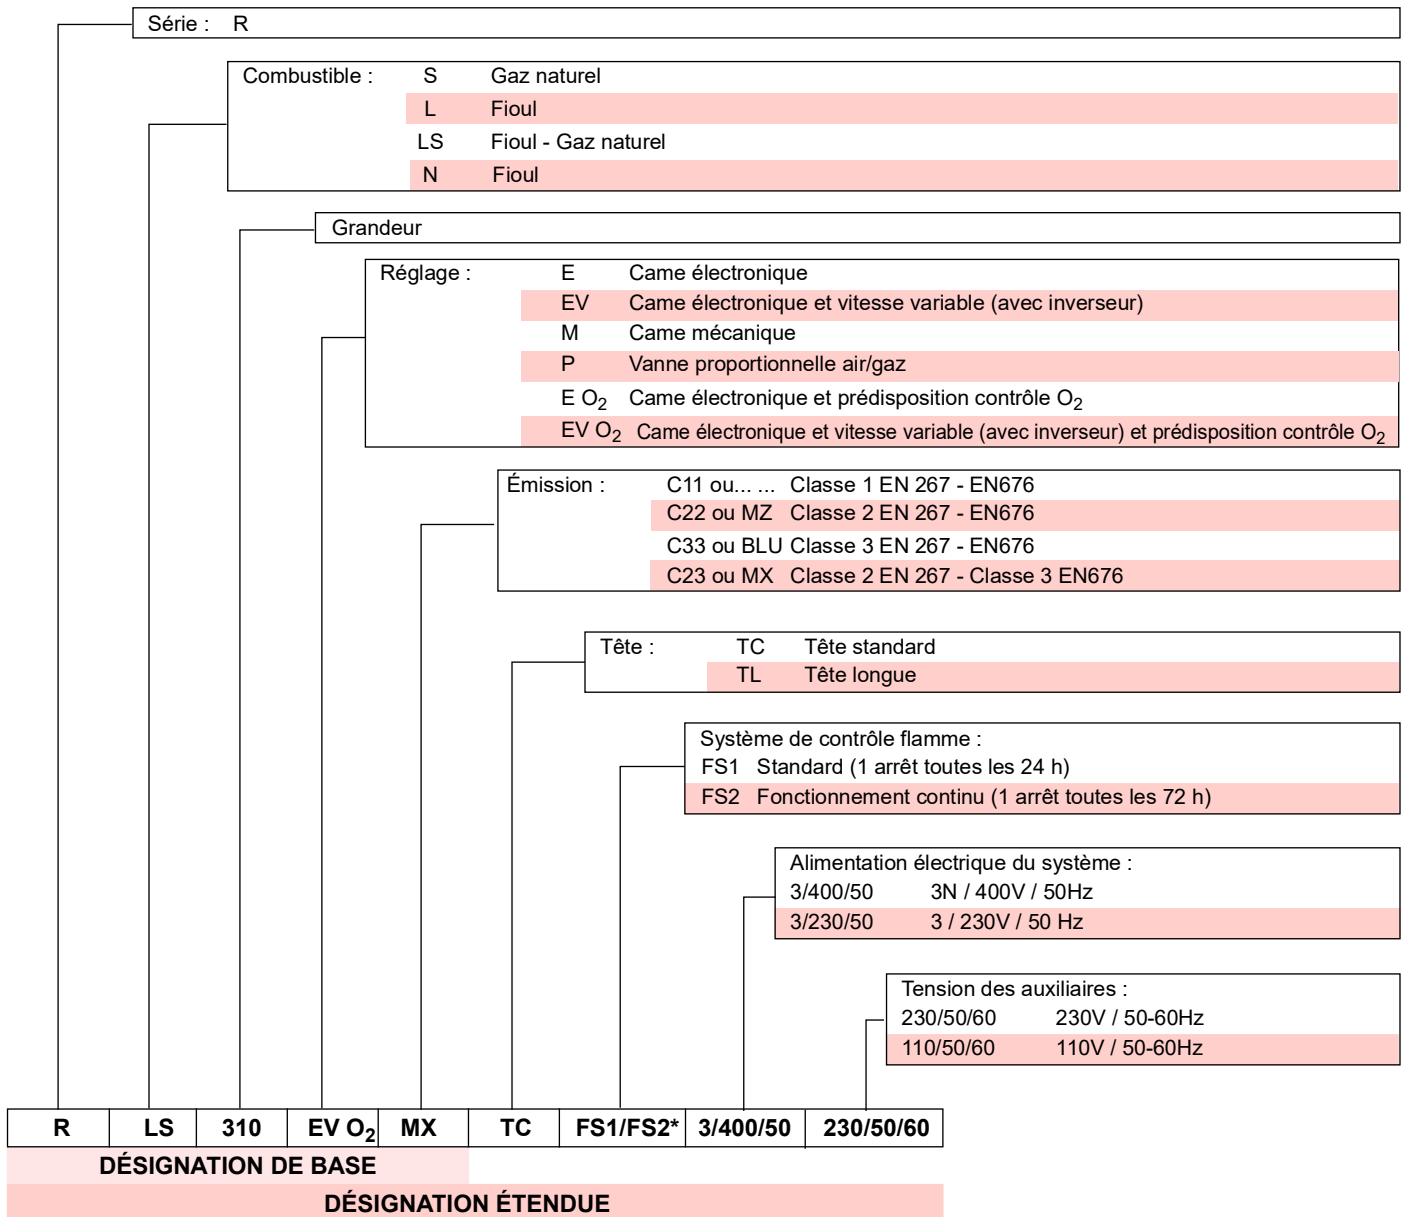 Série : R
Combustible : S Gaz naturel
L Fioul
LS Fioul - Gaz naturel
N Fioul
Grandeur
Réglage : E Came électronique
EV Came électronique et vitesse variable (avec inverseur)
M Came mécanique
P Vanne proportionnelle air/gaz
E O2 Came électronique et prédisposition contrôle O2
EV O2 Came électronique et vitesse variable (avec inverseur) et prédisposition contrôle O2
Émission : C11 ou... ... Classe 1 EN 267 - EN676
C22 ou MZ Classe 2 EN 267 - EN676
C33 ou BLU Classe 3 EN 267 - EN676
C23 ou MX Classe 2 EN 267 - Classe 3 EN676
Tête : TC Tête standard
TL Tête longue
Système de contrôle flamme :
FS1 Standard (1 arrêt toutes les 24 h)
FS2 Fonctionnement continu (1 arrêt toutes les 72 h)
Alimentation électrique du système :
3/400/50 3N / 400V / 50Hz
3/230/50 3 / 230V / 50 Hz
Tension des auxiliaires :
230/50/60 230V / 50-60Hz
110/50/60 110V / 50-60Hz
R LS 310 EV O2 MX TC FS1/FS2* 3/400/50 230/50/60
DÉSIGNATION DE BASE
DÉSIGNATION ÉTENDUE